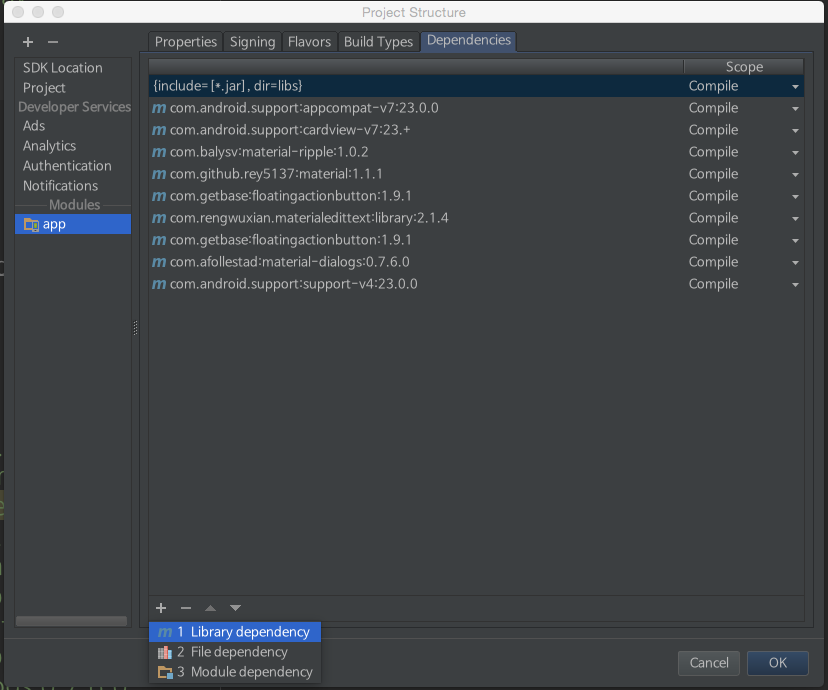 Project Structure
Properties Signing Flavors Build Types Dependencies
SDK Location
Project
Developer Services
Ads
Analytics
Authentication
Notifications
Modules
app
Scope
{include=[*.jar], dir=libs} Compile
m com.android.support:appcompat-v7:23.0.0 Compile
m com.android.support:cardview-v7:23.+ Compile
m com.balysv:material-ripple:1.0.2 Compile
m com.github.rey5137:material:1.1.1 Compile
m com.getbase:floatingactionbutton:1.9.1 Compile
m com.rengwuxian.materialedittext:library:2.1.4 Compile
m com.getbase:floatingactionbutton:1.9.1 Compile
m com.afollestad:material-dialogs:0.7.6.0 Compile
m com.android.support:support-v4:23.0.0 Compile
m 1 Library dependency
2 File dependency
3 Module dependency
Cancel OK